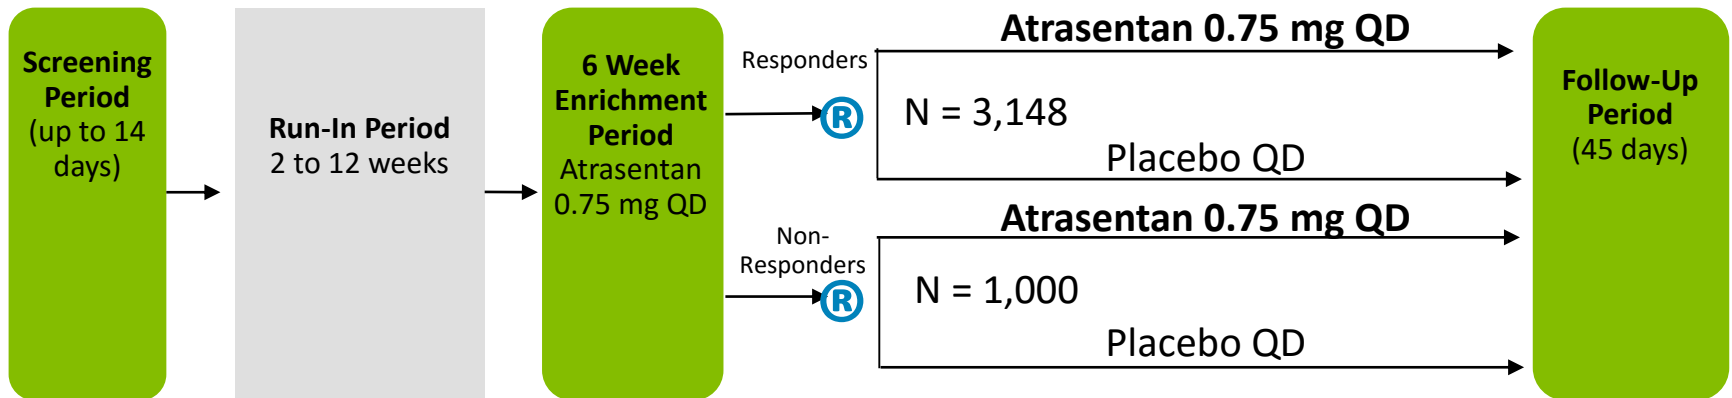 Screening
Period
(up to 14
days)
Run-In Period
2 to 12 weeks
6 Week
Enrichment
Period
Atrasentan
0.75 mg QD
Responders
®
Atrasentan 0.75 mg QD
N = 3,148
Placebo QD
Non-
Responders
®
Atrasentan 0.75 mg QD
N = 1,000
Placebo QD
Follow-Up
Period
(45 days)